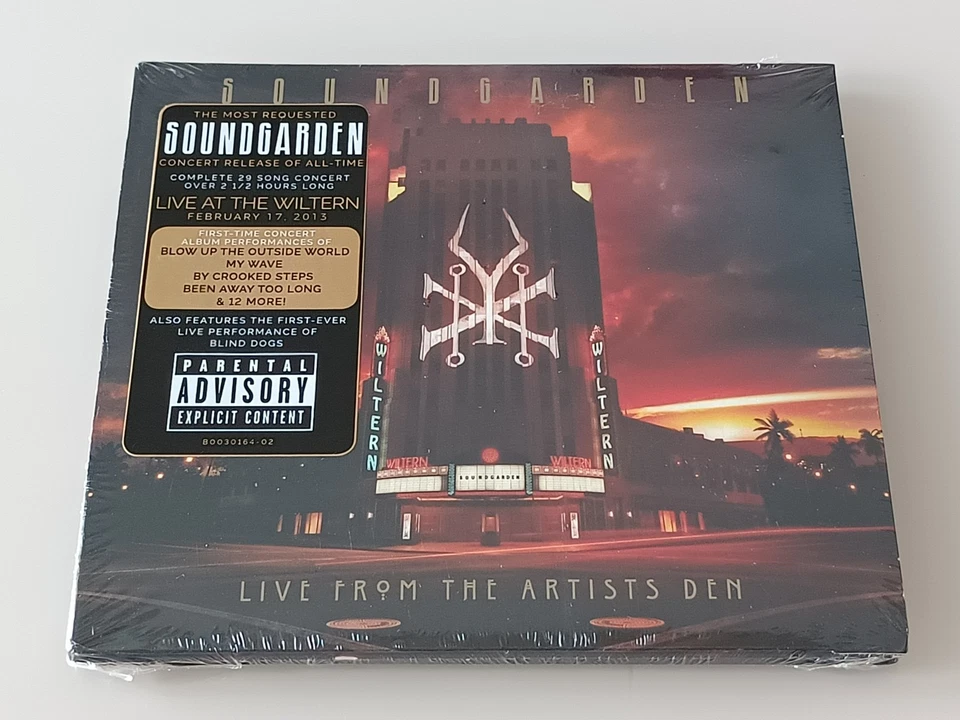 SOUNDGARDEN
THE MOST REQUESTED
SOUNDGARDEN
CONCERT RELEASE OF ALL-TIME
COMPLETE 29 SONG CONCERT
OVER 2 1/2 HOURS LONG
LIVE AT THE WILTERN
FEBRUARY 17, 2013
FIRST-TIME CONCERT
ALBUM PERFORMANCES OF
BLOW UP THE OUTSIDE WORLD
MY WAVE
BY CROOKED STEPS
BEEN AWAY TOO LONG
& 12 MORE!
ALSO FEATURES THE FIRST-EVER
LIVE PERFORMANCE OF
BLIND DOGS
PARENTAL
ADVISORY
EXPLICIT CONTENT
B0030164-02
WILTERN
WILTERN
WILTERN
WILTERN
SOUNDGARDEN
LIVE FROM THE ARTISTS DEN